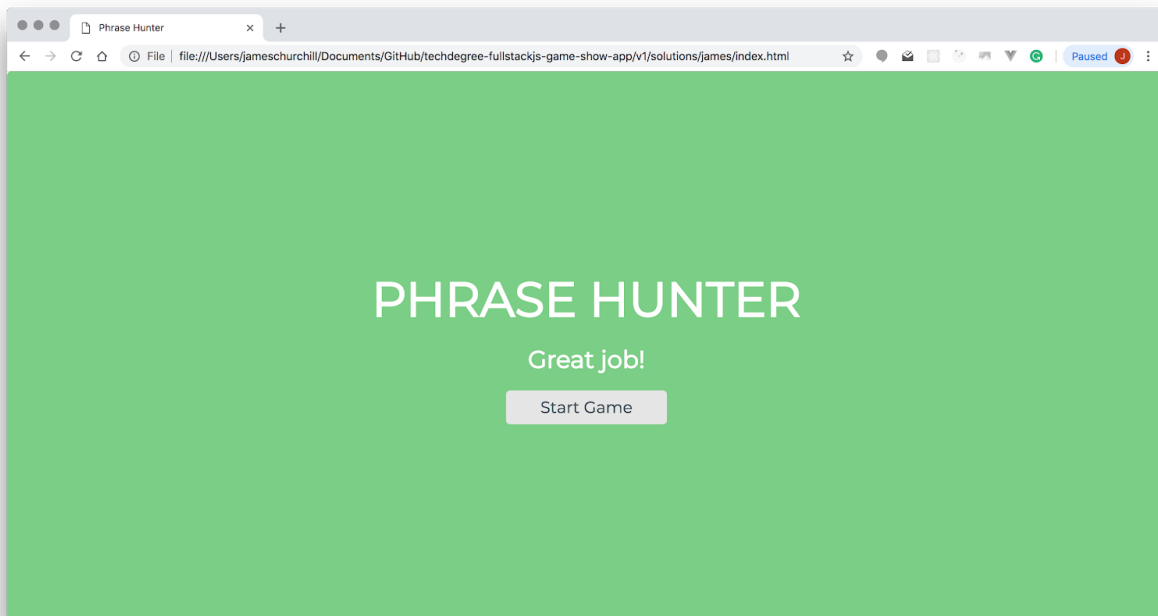 Phrase Hunter
File
file:///Users/jameschurchill/Documents/GitHub/techdegree-fullstackjs-game-show-app/v1/solutions/james/index.html
Paused
J
PHRASE HUNTER
Great job!
Start Game